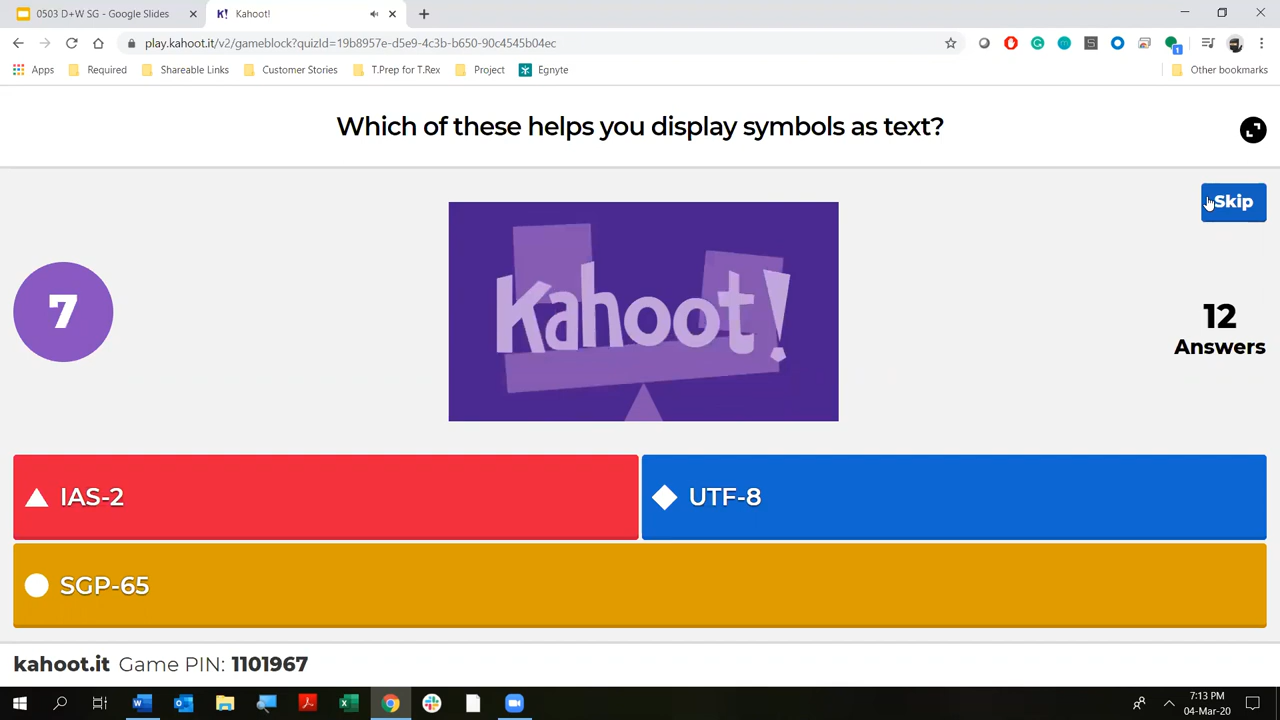 0503 D+W SG - Google Slides
K! Kahoot!
play.kahoot.it/v2/gameblock?quizId=19b8957e-d5e9-4c3b-b650-90c4545b04ec
Apps Required Shareable Links Customer Stories T.Prep for T.Rex Project Egnyte Other bookmarks
Which of these helps you display symbols as text?
Skip
7
Kahoot!
12
Answers
IAS-2
UTF-8
SGP-65
kahoot.it Game PIN: 1101967
7:13 PM
04-Mar-20